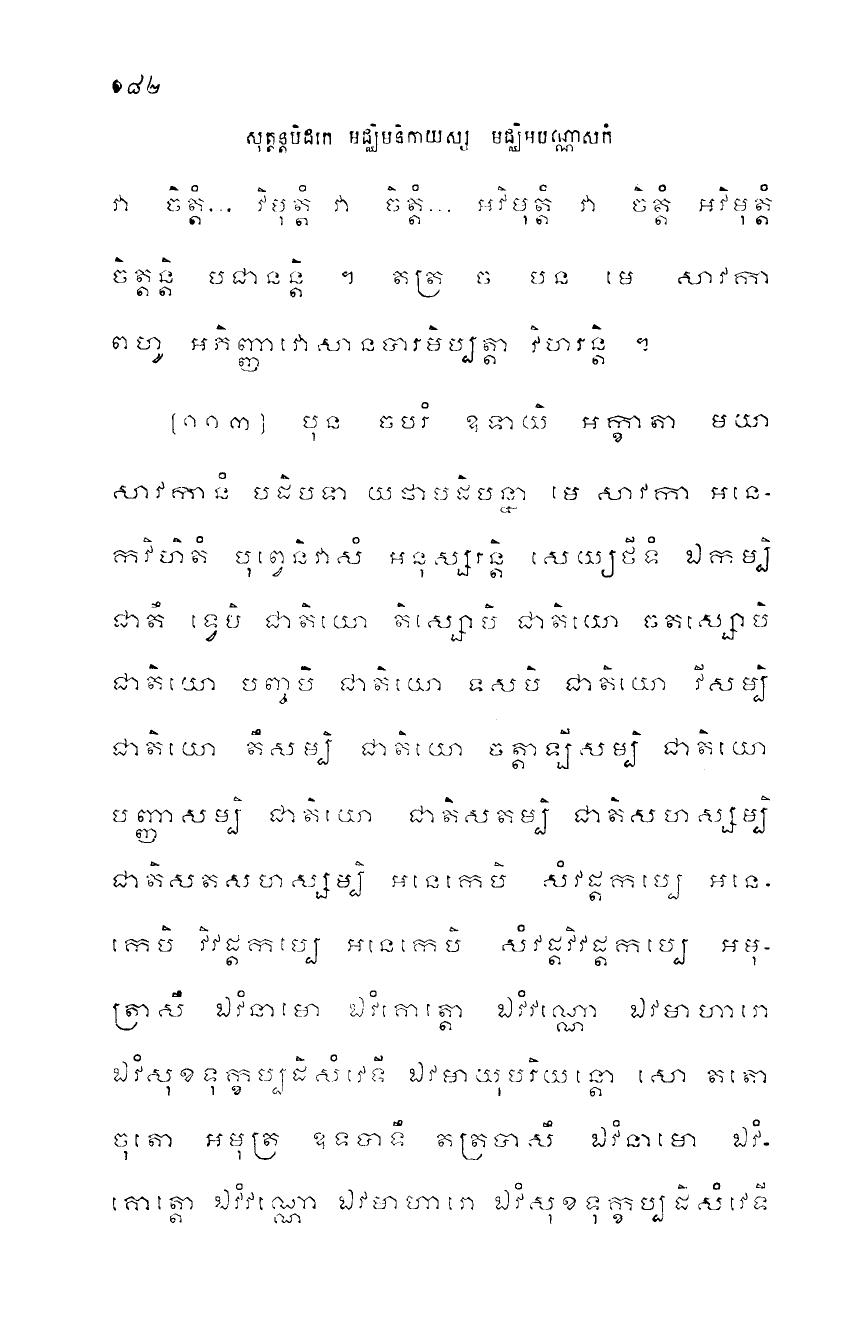 ១៨២
សុត្តន្តបិដកេ មជ្ឈិមនិកាយស្ស មជ្ឈិមបណ្ណាសកំ
វា ចិត្តំ... វិមុត្តំ វា ចិត្តំ... អវិមុត្តំ វា ចិត្តំ អវិមុត្តំ
ចិត្តន្តិ បជានន្តិ ។ តត្រ ច បន មេ សាវកា
ពហូ អភិញ្ញាវោសានបារមិប្បត្តា វិហរន្តិ ។
[១១៣] បុន ចបរំ ឧទាយិ អក្ខាតា មយា
សាវកានំ បដិបទា យថាបដិបន្នា មេ សាវកា អនេ-
កវិហិតំ បុព្វេនិវាសំ អនុស្សរន្តិ សេយ្យថីទំ ឯកម្បិ
ជាតឹ ទ្វេបិ ជាតិយោ តិស្សោបិ ជាតិយោ ចតស្សោបិ
ជាតិយោ បញ្ចបិ ជាតិយោ ទសបិ ជាតិយោ វីសម្បិ
ជាតិយោ តឹសម្បិ ជាតិយោ ចត្តាឡីសម្បិ ជាតិយោ
បញ្ញាសម្បិ ជាតិយោ ជាតិសតម្បិ ជាតិសហស្សម្បិ
ជាតិសតសហស្សម្បិ អនេកេបិ សំវដ្តកប្បេ អនេ-
កេបិ វិវដ្តកប្បេ អនេកេបិ សំវដ្តវិវដ្តកប្បេ អមុ-
ត្រាសឹ ឯវំនាមោ ឯវំគោត្តោ ឯវំវណ្ណោ ឯវមាហារោ
ឯវំសុខទុក្ខប្បដិសំវេទី ឯវមាយុបរិយន្តោ សោ តតោ
ចុតោ អមុត្រ ឧទបាទឹ តត្របាសឹ ឯវំនាមោ ឯវំ-
គោត្តោ ឯវំវណ្ណោ ឯវមាហារោ ឯវំសុខទុក្ខប្បដិសំវេទី